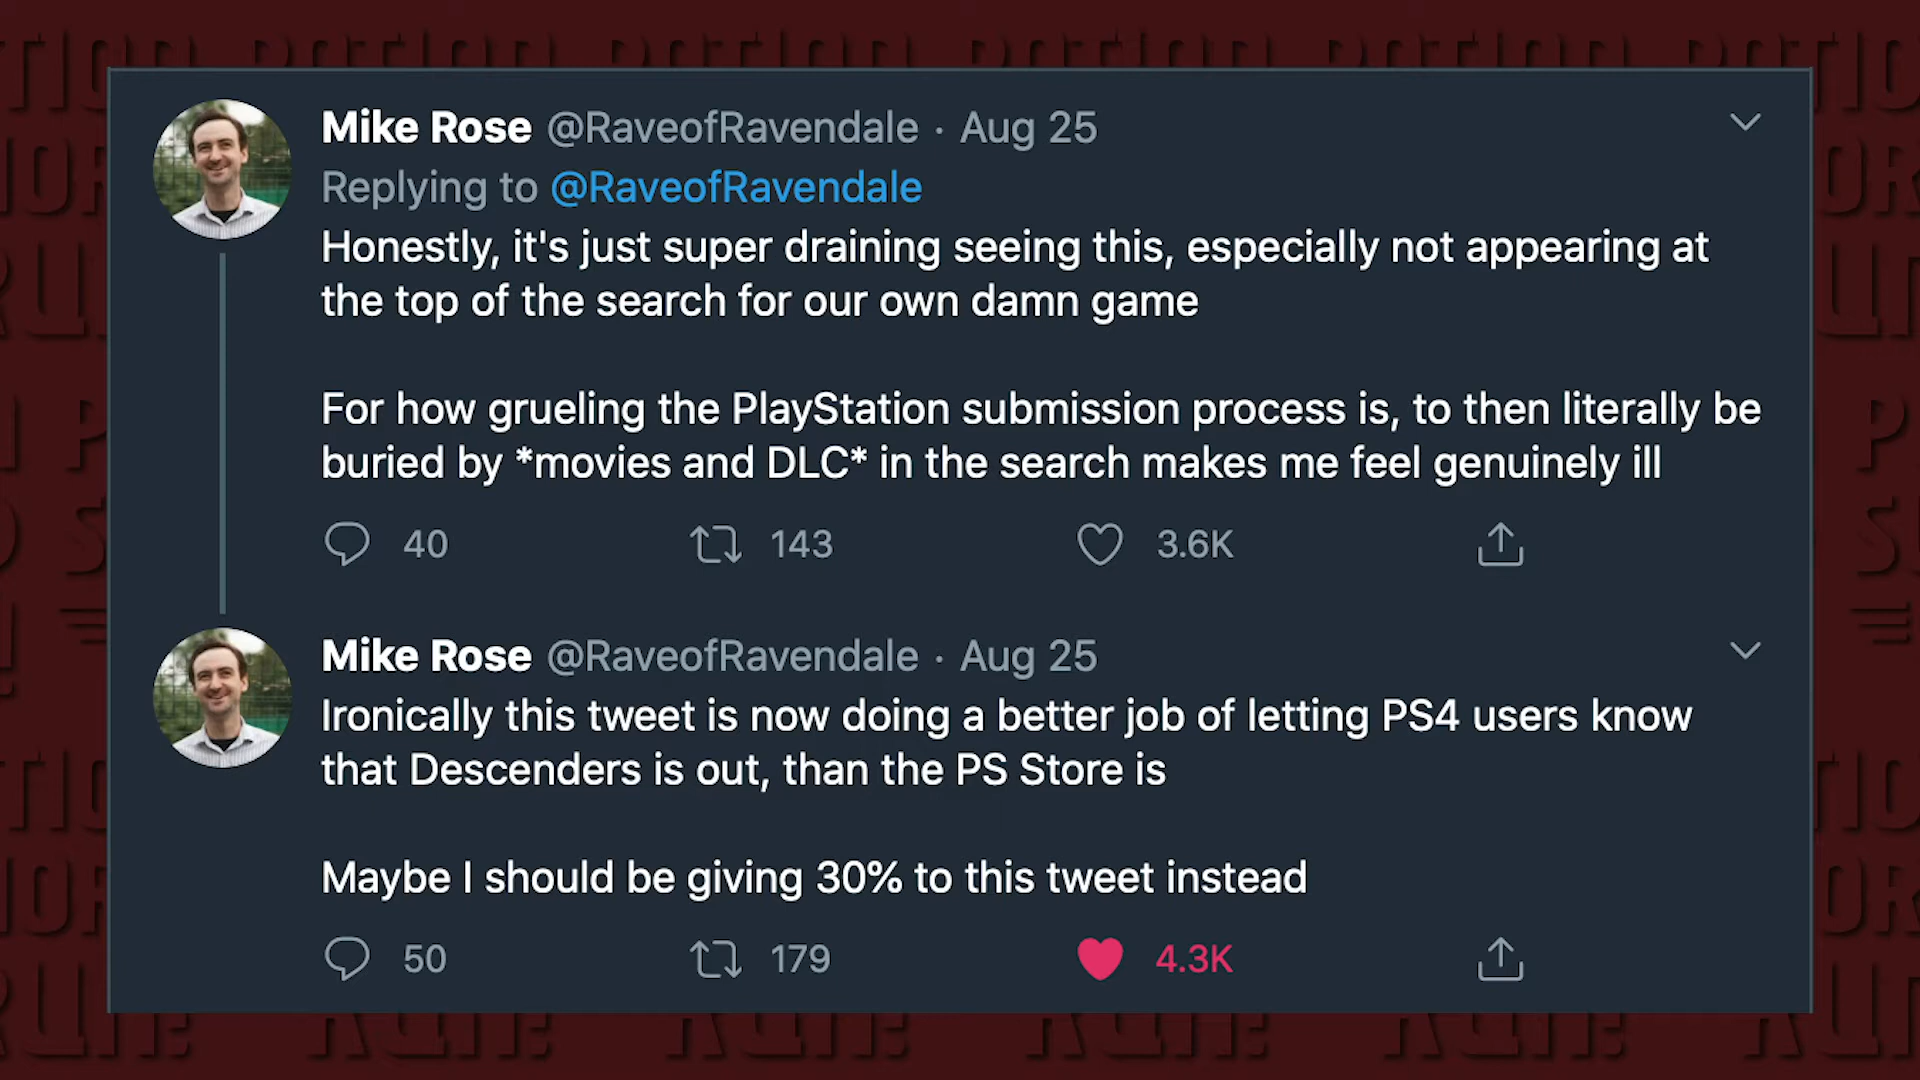 Mike Rose @RaveofRavendale · Aug 25
Replying to @RaveofRavendale
Honestly, it's just super draining seeing this, especially not appearing at
the top of the search for our own damn game
For how grueling the PlayStation submission process is, to then literally be
buried by *movies and DLC* in the search makes me feel genuinely ill
40 143 3.6K
Mike Rose @RaveofRavendale · Aug 25
Ironically this tweet is now doing a better job of letting PS4 users know
that Descenders is out, than the PS Store is
Maybe I should be giving 30% to this tweet instead
50 179 4.3K